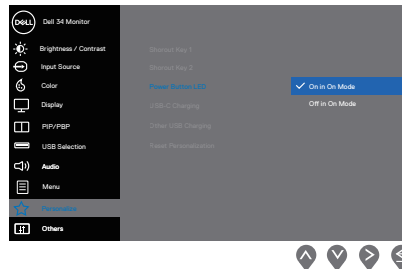 DELL
Dell 34 Monitor
Brightness / Contrast
Input Source
Color
Display
PIP/PBP
USB Selection
Audio
Menu
Personalize
Others
Shortcut Key 1
Shortcut Key 2
Power Button LED
USB-C Charging
Other USB Charging
Reset Personalization
On in On Mode
Off in On Mode